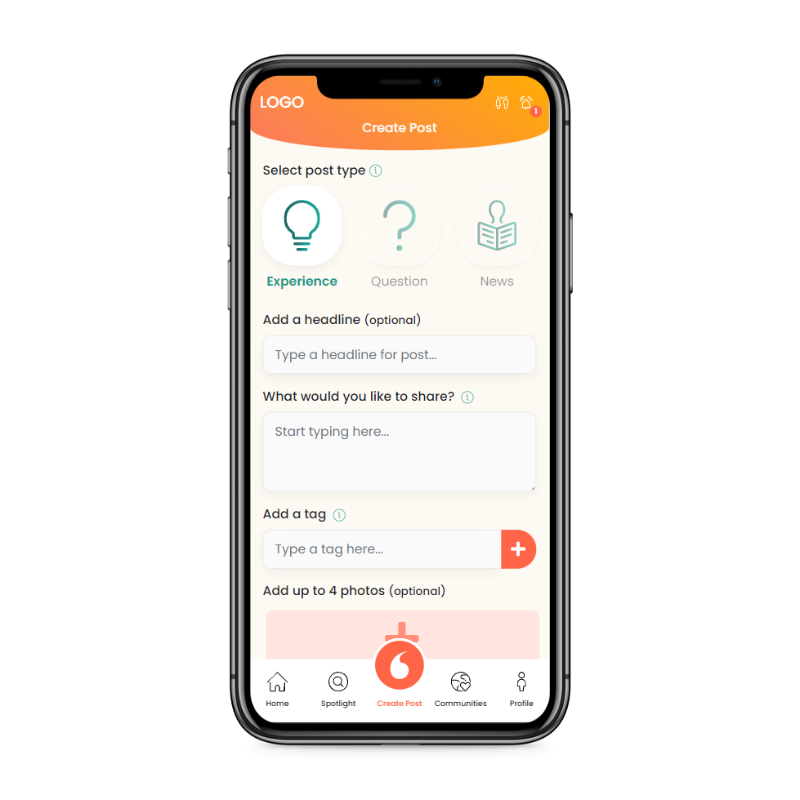 LOGO
1
Create Post
Select post type
Experience
Question
News
Add a headline (optional)
Type a headline for post...
What would you like to share?
Start typing here...
Add a tag
Type a tag here...
Add up to 4 photos (optional)
Home
Spotlight
Create Post
Communities
Profile